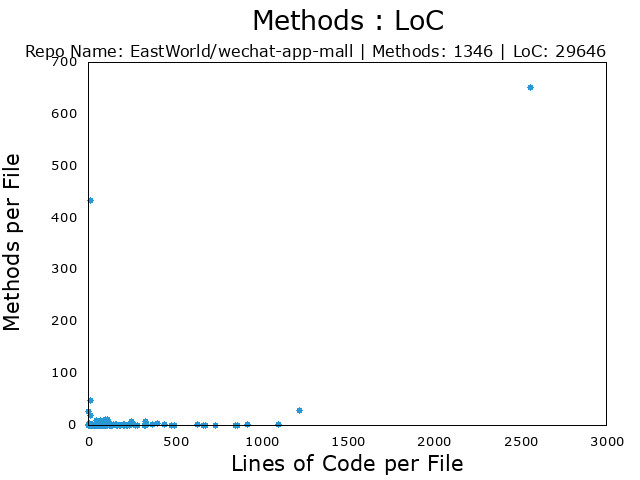 Methods : LoC
Repo Name: EastWorld/wechat-app-mall | Methods: 1346 | LoC: 29646
700
600
500
400
300
200
100
0
Methods per File
0 500 1000 1500 2000 2500 3000
Lines of Code per File